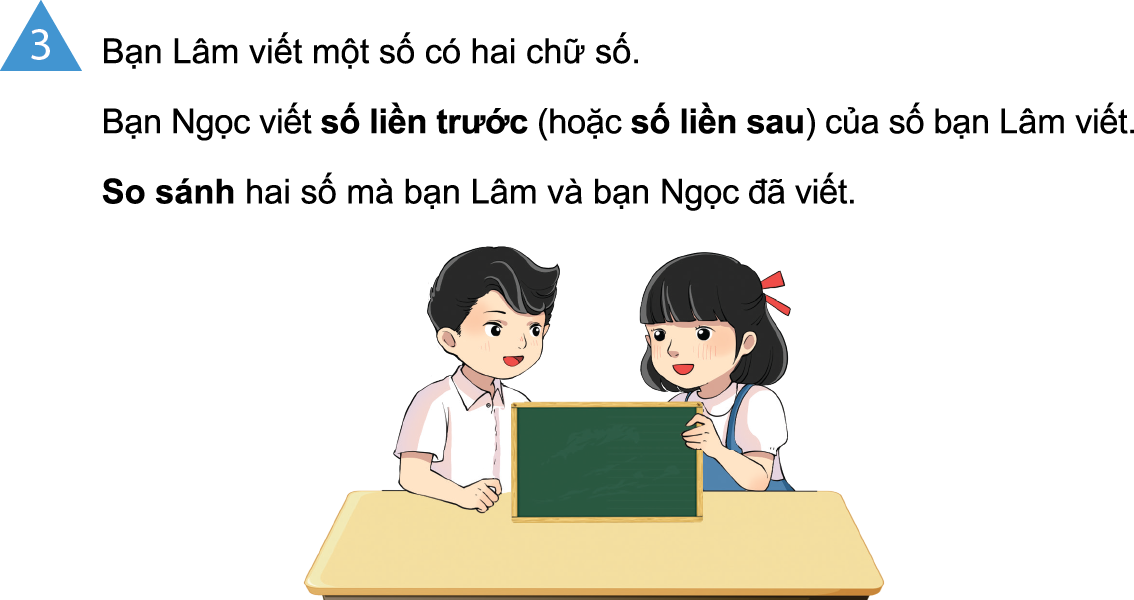 3
Bạn Lâm viết một số có hai chữ số.
Bạn Ngọc viết số liền trước (hoặc số liền sau) của số bạn Lâm viết.
So sánh hai số mà bạn Lâm và bạn Ngọc đã viết.